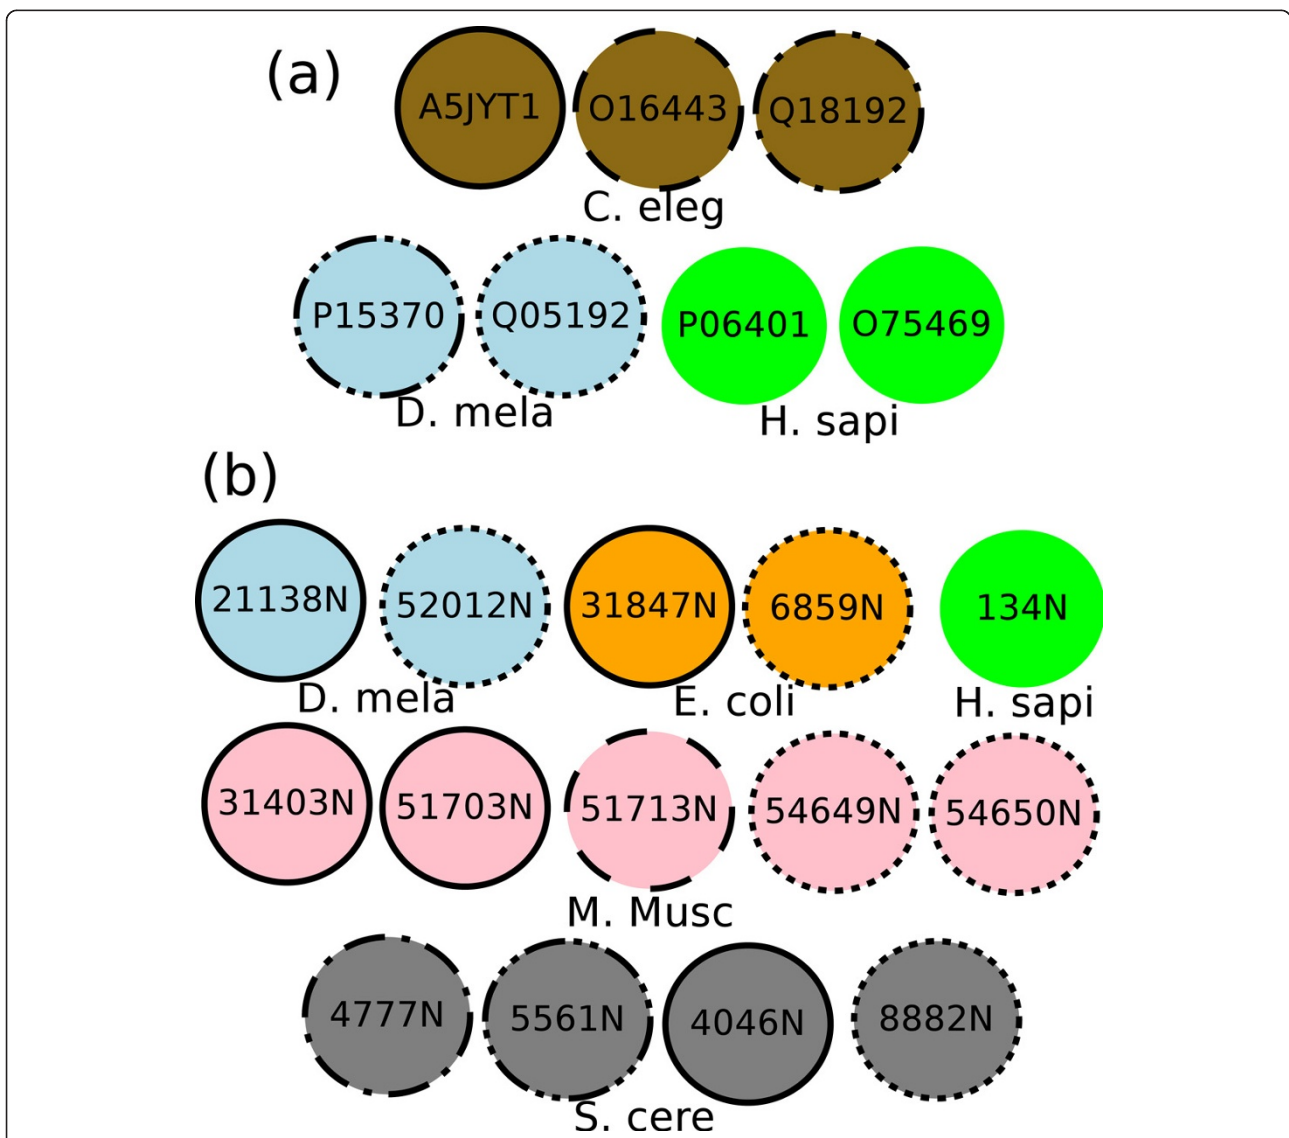 (a)
A5JYT1 O16443 Q18192
C. eleg
P15370 Q05192 P06401 O75469
D. mela H. sapi
(b)
21138N 52012N 31847N 6859N 134N
D. mela E. coli H. sapi
31403N 51703N 51713N 54649N 54650N
M. Musc
4777N 5561N 4046N 8882N
S. cere